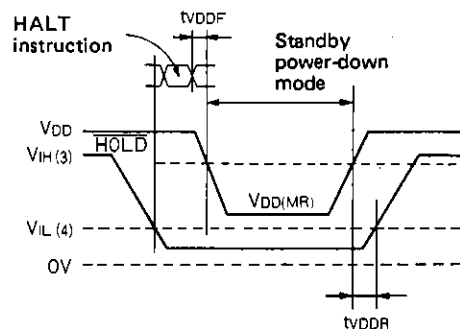 tVDDF
HALT
instruction
Standby
power-down
mode
VDD
HOLD
VIH (3)
VDD(MR)
VIL (4)
0V
tVDDR